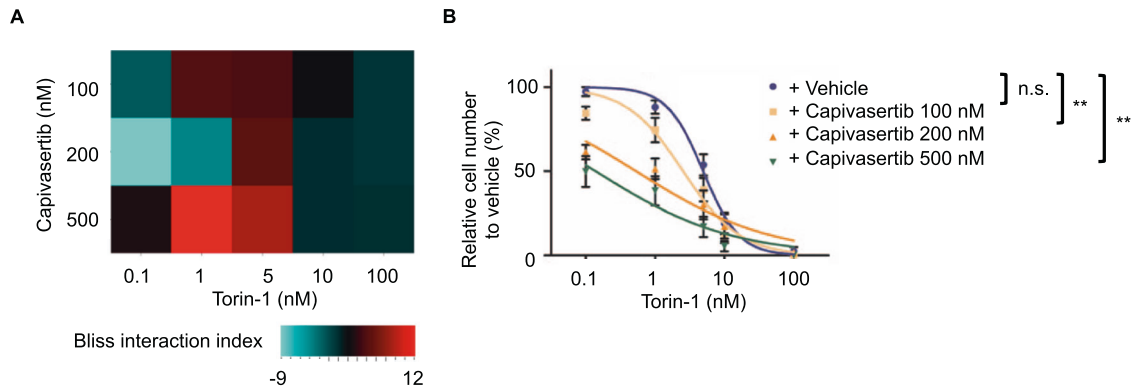 A
Capivasertib (nM)
100
200
500
0.1 1 5 10 100
Torin-1 (nM)
Bliss interaction index
-9 12
B
Relative cell number
to vehicle (%)
100
50
0
0.1 1 10 100
Torin-1 (nM)
+ Vehicle
+ Capivasertib 100 nM
+ Capivasertib 200 nM
+ Capivasertib 500 nM
n.s.
**
**